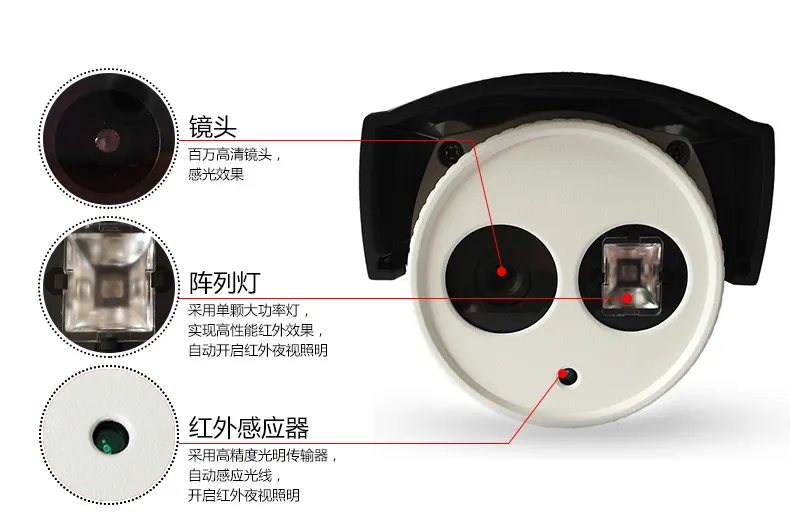 镜头
百万高清镜头，
感光效果
阵列灯
采用单颗大功率灯，
实现高性能红外效果，
自动开启红外夜视照明
红外感应器
采用高精度光明传输器，
自动感应光线，
开启红外夜视照明